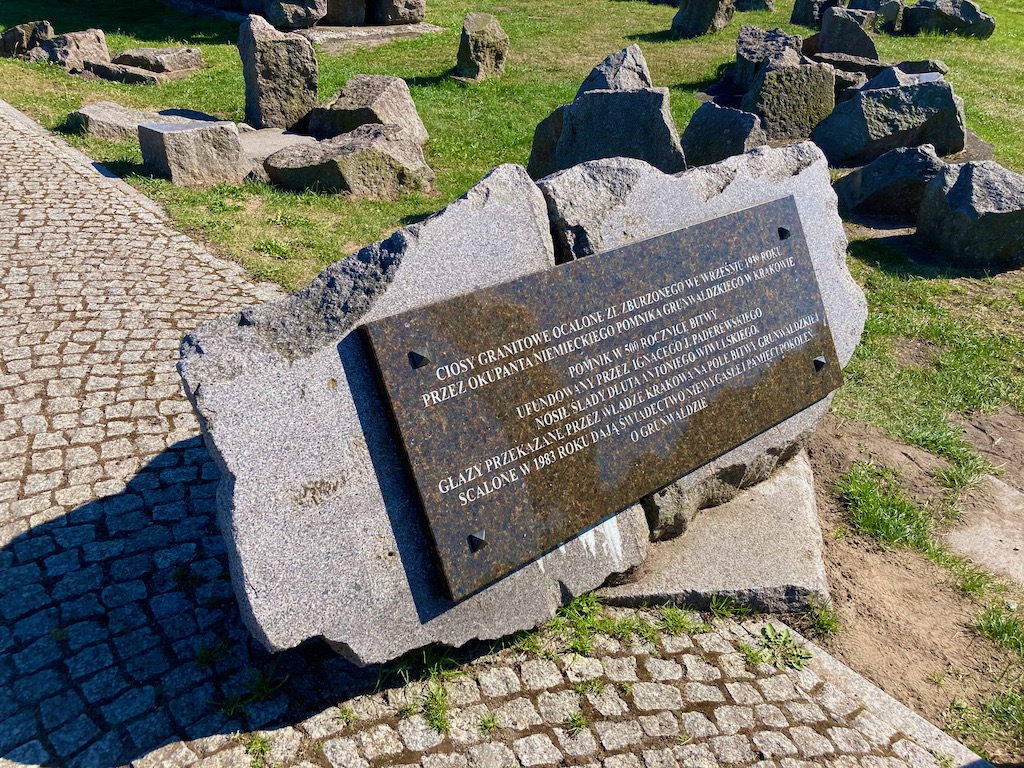 CIOSY GRANITOWE OCALONE ZE ZBURZONEGO WE WRZEŚNIU 1939 ROKU
PRZEZ OKUPANTA NIEMIECKIEGO POMNIKA GRUNWALDZKIEGO W KRAKOWIE
POMNIK W 500 ROCZNICĘ BITWY
UFUNDOWANY PRZEZ IGNACEGO J. PADEREWSKIEGO
NOSIŁ ŚLADY DŁUTA ANTONIEGO WIWULSKIEGO.
GŁAZY PRZEKAZANE PRZEZ WŁADZE KRAKOWA NA POLE BITWY GRUNWALDZKIEJ
SCALONE W 1983 ROKU DAJĄ ŚWIADECTWO NIEWYGASŁEJ PAMIĘCI POKOLEŃ
O GRUNWALDZIE